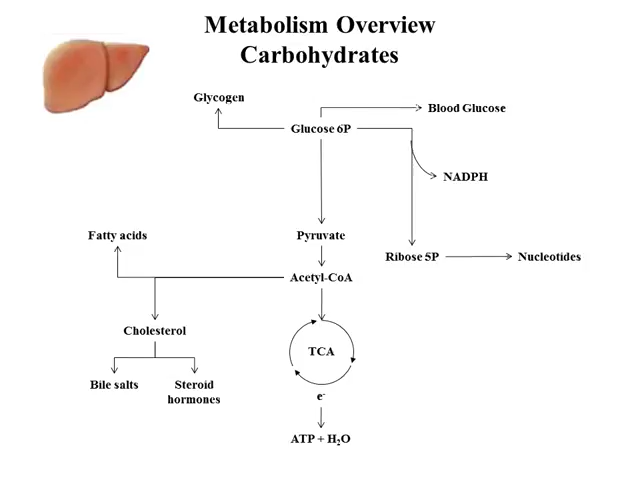 Metabolism Overview
Carbohydrates
Glycogen
Blood Glucose
Glucose 6P
NADPH
Fatty acids
Pyruvate
Ribose 5P
Nucleotides
Acetyl-CoA
Cholesterol
TCA
Bile salts
Steroid
hormones
e-
ATP + H2O